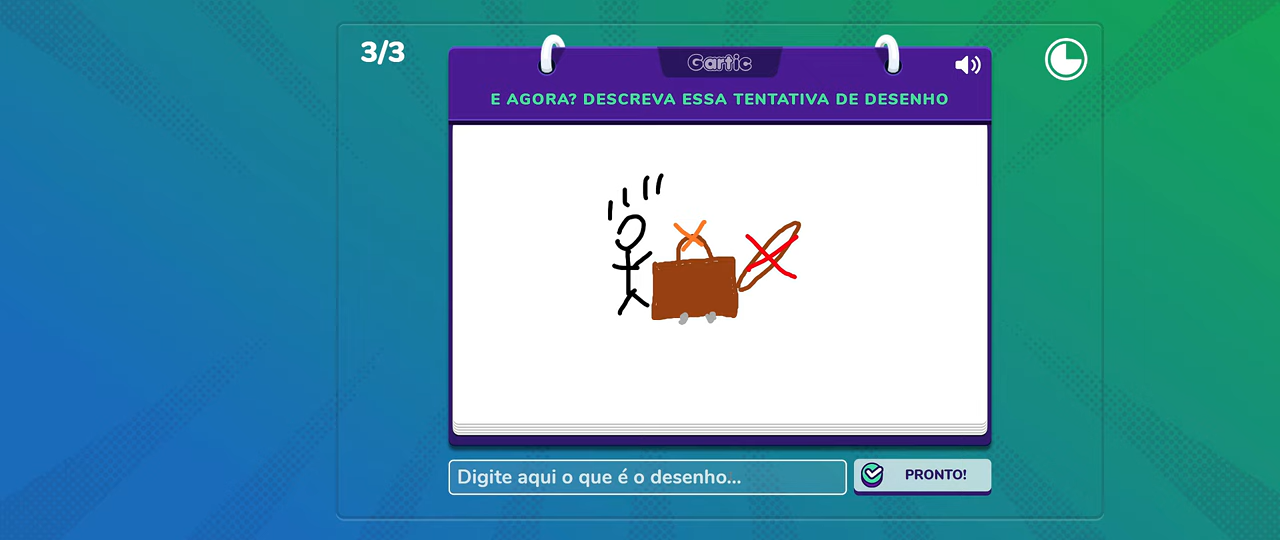 3/3
Gartic
E AGORA? DESCREVA ESSA TENTATIVA DE DESENHO
Digite aqui o que é o desenho...
PRONTO!